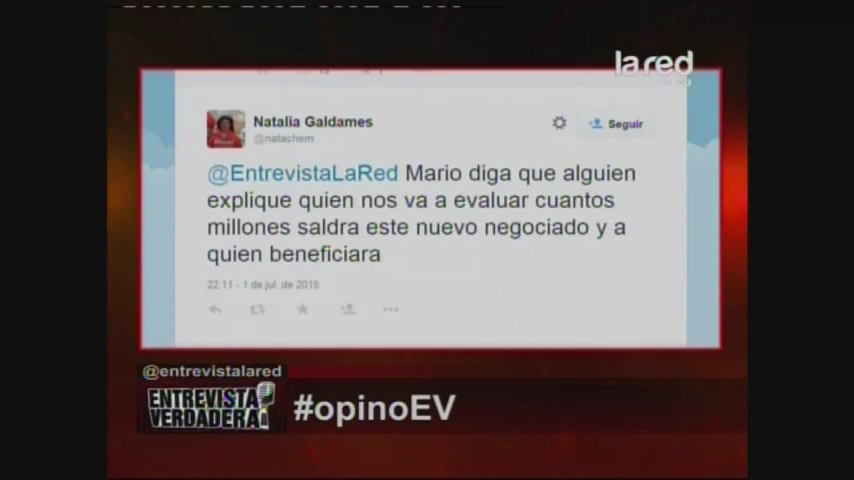 la red
Natalia Galdames
@natachem
Seguir
@EntrevistaLaRed Mario diga que alguien
explique quien nos va a evaluar cuantos
millones saldra este nuevo negociado y a
quien beneficiara
22:11 - 1 de jul. de 2015
@entrevistalared
ENTREVISTA
VERDADERA
#opinoEV